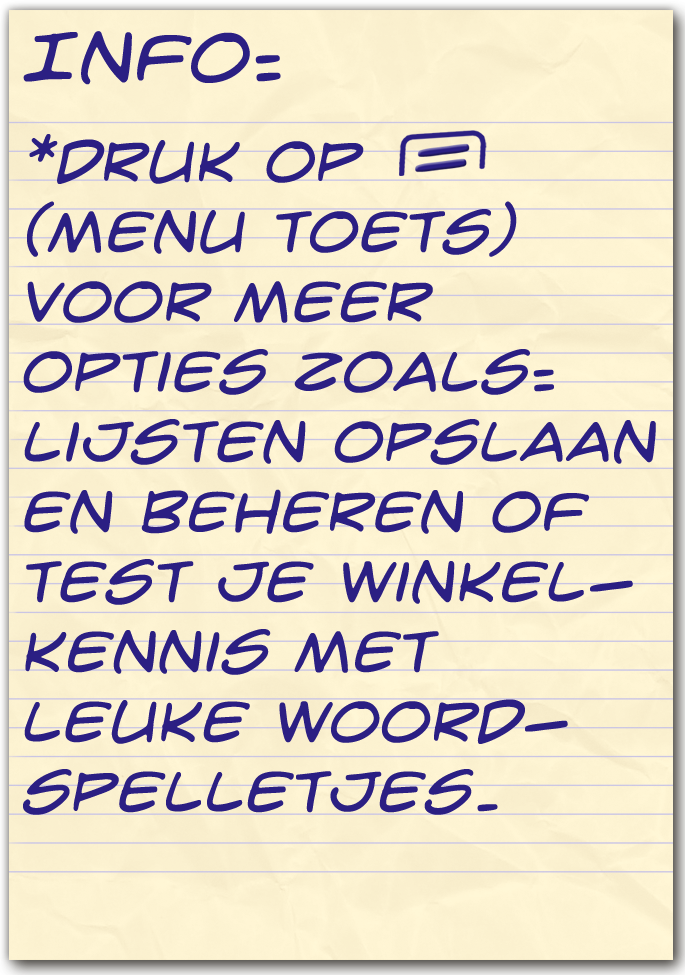 INFO:
*DRUK OP
(MENU TOETS)
VOOR MEER
OPTIES ZOALS:
LIJSTEN OPSLAAN
EN BEHEREN OF
TEST JE WINKEL-
KENNIS MET
LEUKE WOORD-
SPELLETJES.